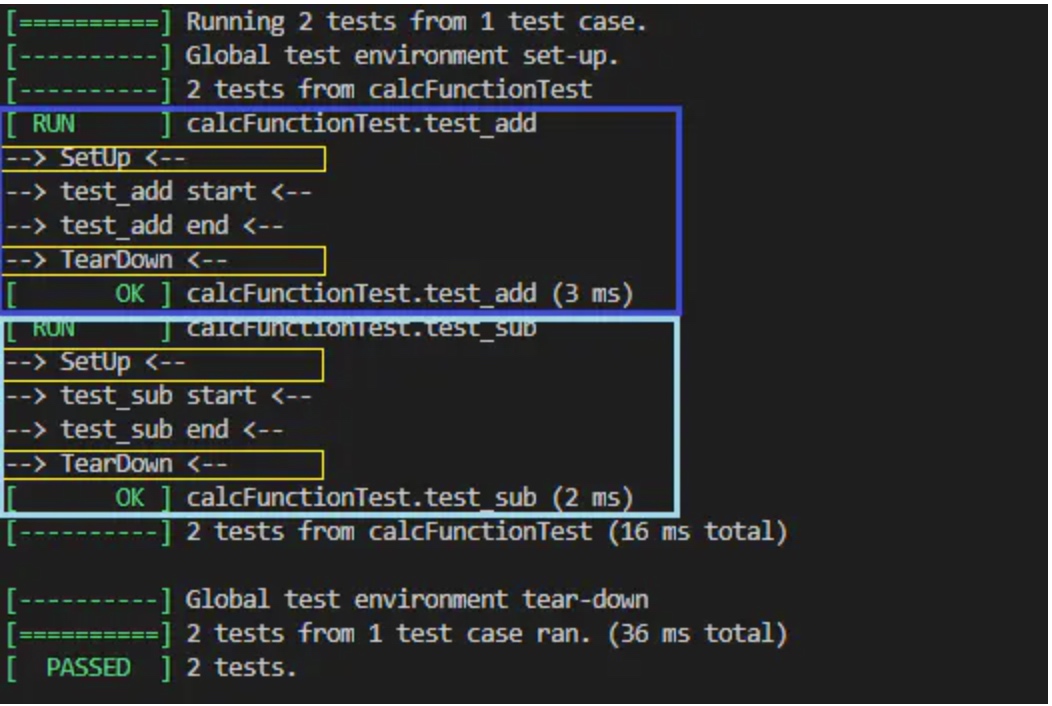 [==========] Running 2 tests from 1 test case.
[----------] Global test environment set-up.
[----------] 2 tests from calcFunctionTest
[ RUN      ] calcFunctionTest.test_add
--> SetUp <--
--> test_add start <--
--> test_add end <--
--> TearDown <--
[       OK ] calcFunctionTest.test_add (3 ms)
[ RUN      ] calcFunctionTest.test_sub
--> SetUp <--
--> test_sub start <--
--> test_sub end <--
--> TearDown <--
[       OK ] calcFunctionTest.test_sub (2 ms)
[----------] 2 tests from calcFunctionTest (16 ms total)
[----------] Global test environment tear-down
[==========] 2 tests from 1 test case ran. (36 ms total)
[  PASSED  ] 2 tests.